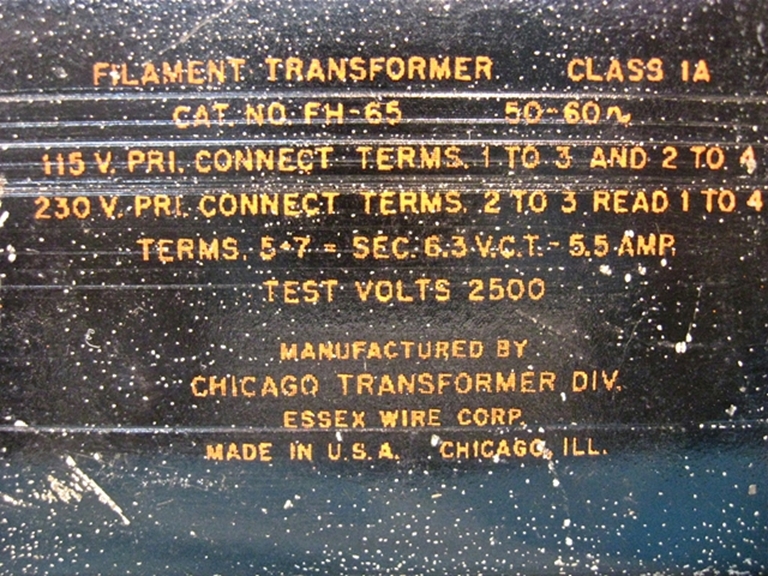 FILAMENT TRANSFORMER CLASS 1A
CAT. NO. FH-65 50-60~
115 V. PRI. CONNECT TERMS. 1 TO 3 AND 2 TO 4
230 V. PRI. CONNECT TERMS. 2 TO 3 READ 1 TO 4
TERMS. 5-7 = SEC. 6.3 V.C.T. - 5.5 AMP.
TEST VOLTS 2500
MANUFACTURED BY
CHICAGO TRANSFORMER DIV.
ESSEX WIRE CORP.
MADE IN U.S.A. CHICAGO, ILL.